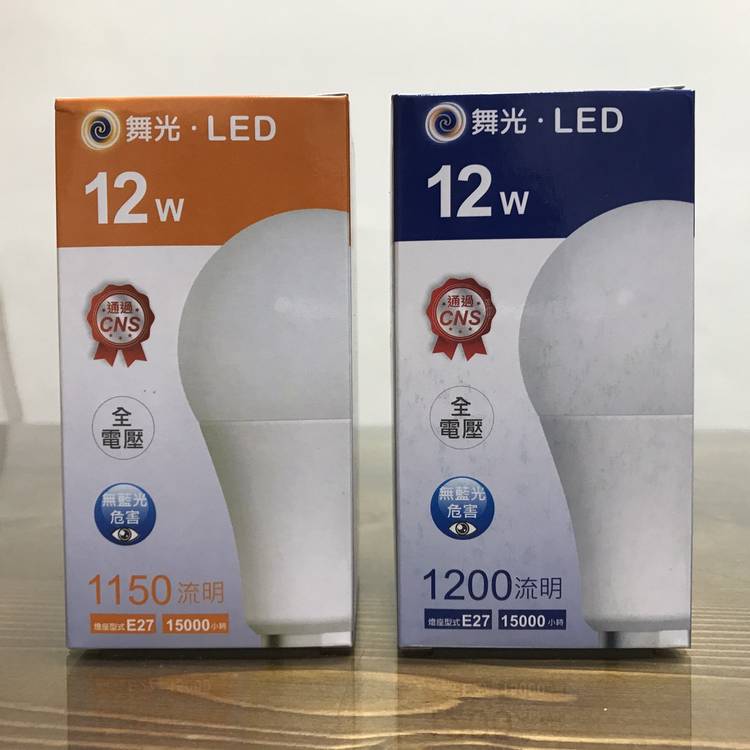 舞光·LED
12W
通過
CNS
全
電壓
無藍光
危害
1150流明
燈座型式 E27 15000小時
舞光·LED
12W
通過
CNS
全
電壓
無藍光
危害
1200流明
燈座型式 E27 15000小時